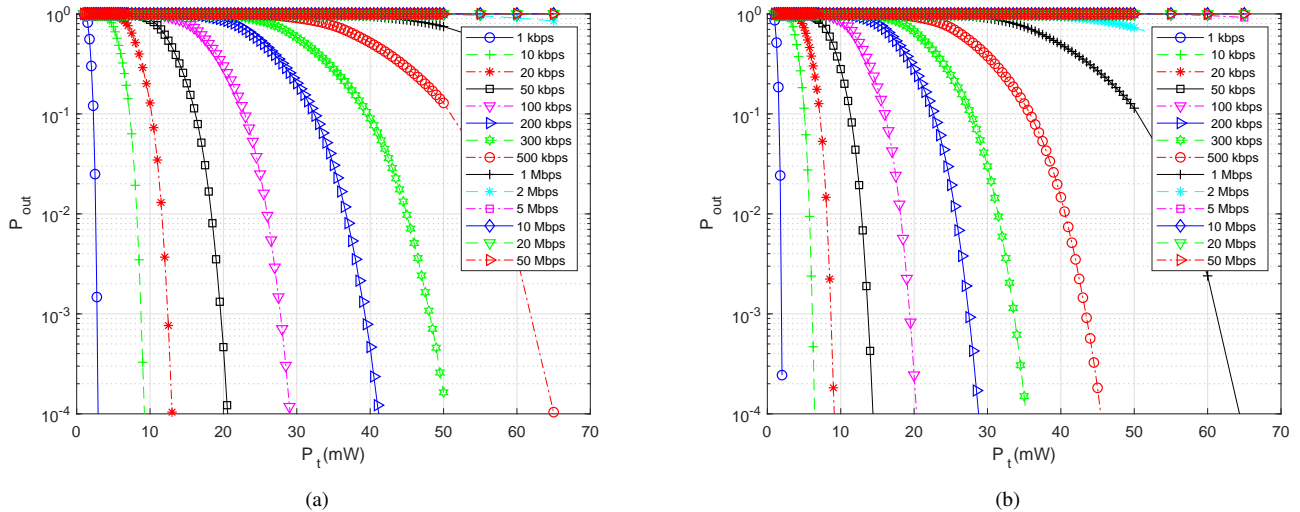 10^0
10^-1
10^-2
10^-3
10^-4
P_out
0 10 20 30 40 50 60 70
P_t(mW)
1 kbps
10 kbps
20 kbps
50 kbps
100 kbps
200 kbps
300 kbps
500 kbps
1 Mbps
2 Mbps
5 Mbps
10 Mbps
20 Mbps
50 Mbps
(a)
10^0
10^-1
10^-2
10^-3
10^-4
P_out
0 10 20 30 40 50 60 70
P_t(mW)
1 kbps
10 kbps
20 kbps
50 kbps
100 kbps
200 kbps
300 kbps
500 kbps
1 Mbps
2 Mbps
5 Mbps
10 Mbps
20 Mbps
50 Mbps
(b)